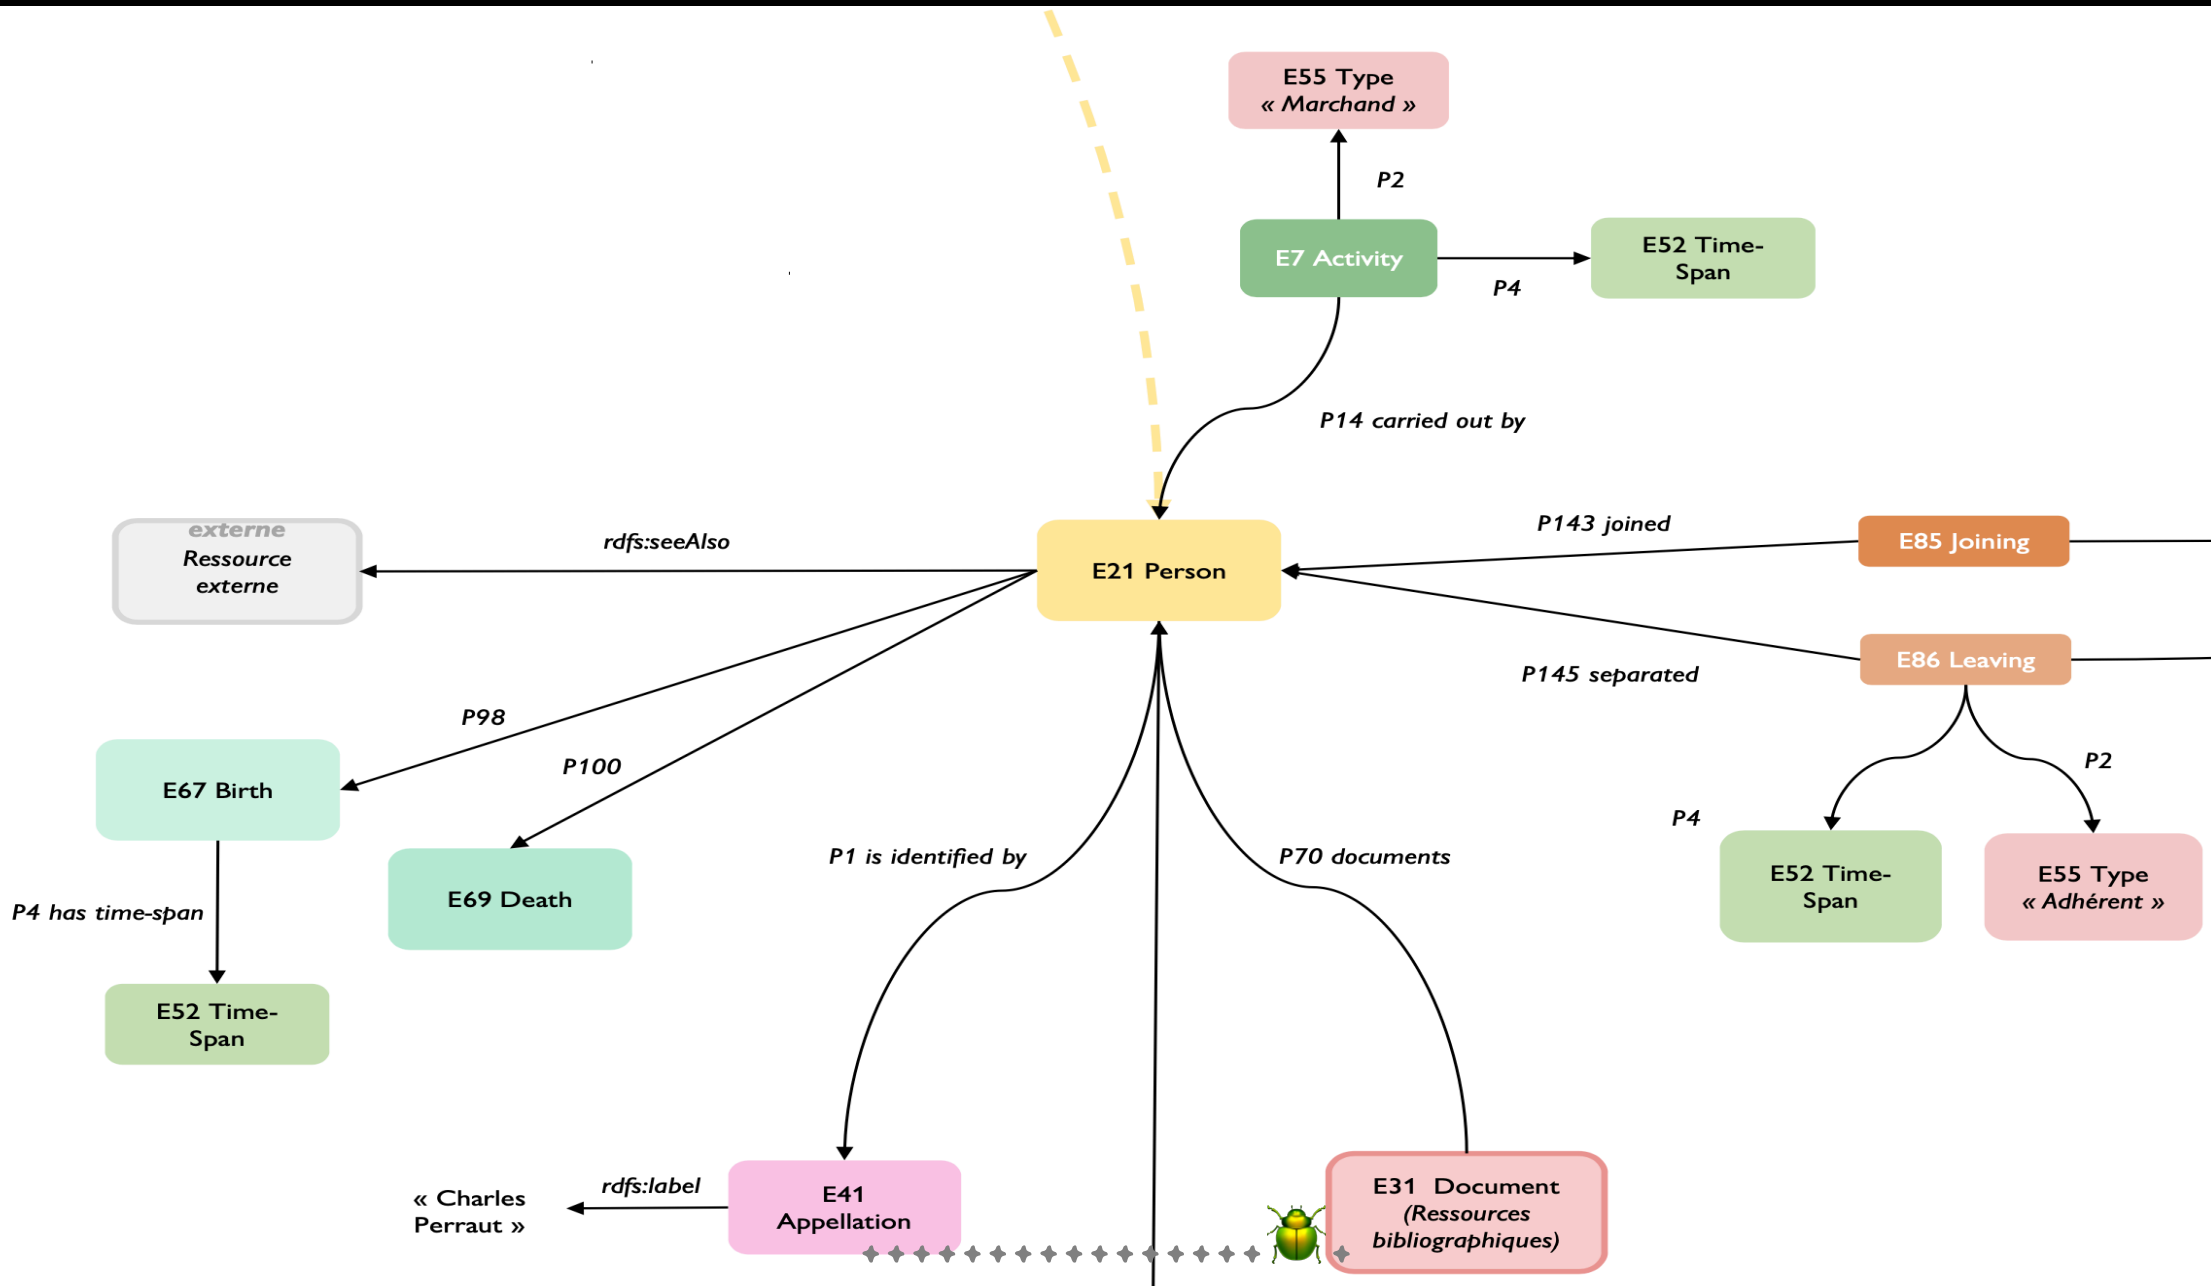 E55 Type
« Marchand »
P2
E7 Activity
E52 Time-
Span
P4
P14 carried out by
externe
Ressource
externe
rdfs:seeAlso
E21 Person
P143 joined
E85 Joining
E86 Leaving
P145 separated
P98
P100
E67 Birth
P4 has time-span
E69 Death
E52 Time-
Span
P1 is identified by
P70 documents
P4
P2
E52 Time-
Span
E55 Type
« Adhérent »
« Charles
Perraut »
rdfs:label
E41
Appellation
E31 Document
(Ressources
bibliographiques)